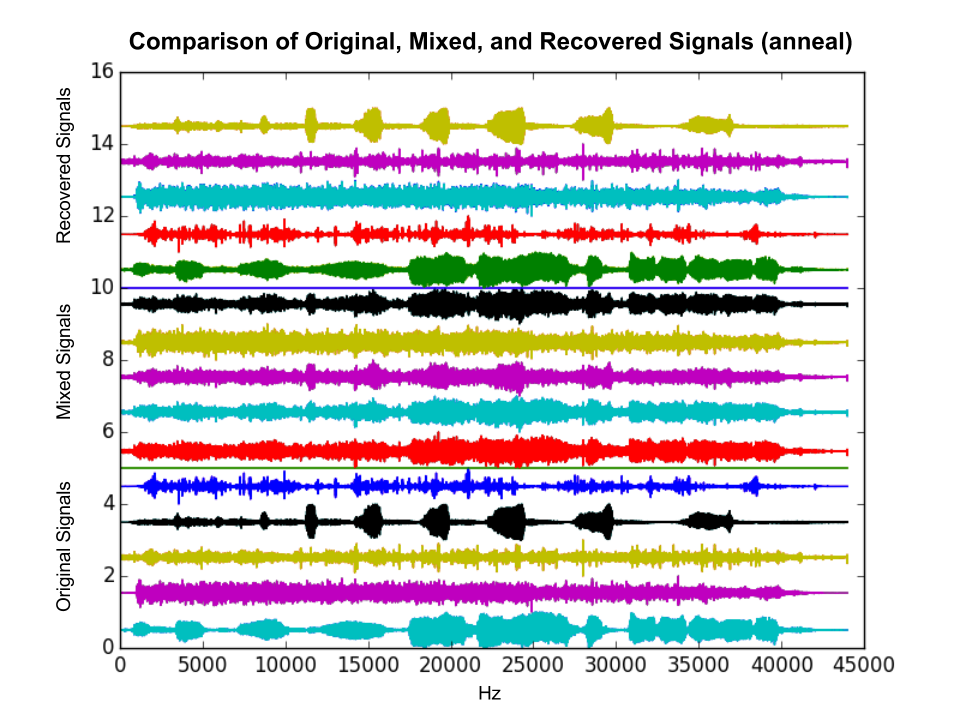 Comparison of Original, Mixed, and Recovered Signals (anneal)
16
14
12
10
8
6
4
2
0
Recovered Signals
Mixed Signals
Original Signals
0 5000 10000 15000 20000 25000 30000 35000 40000 45000
Hz